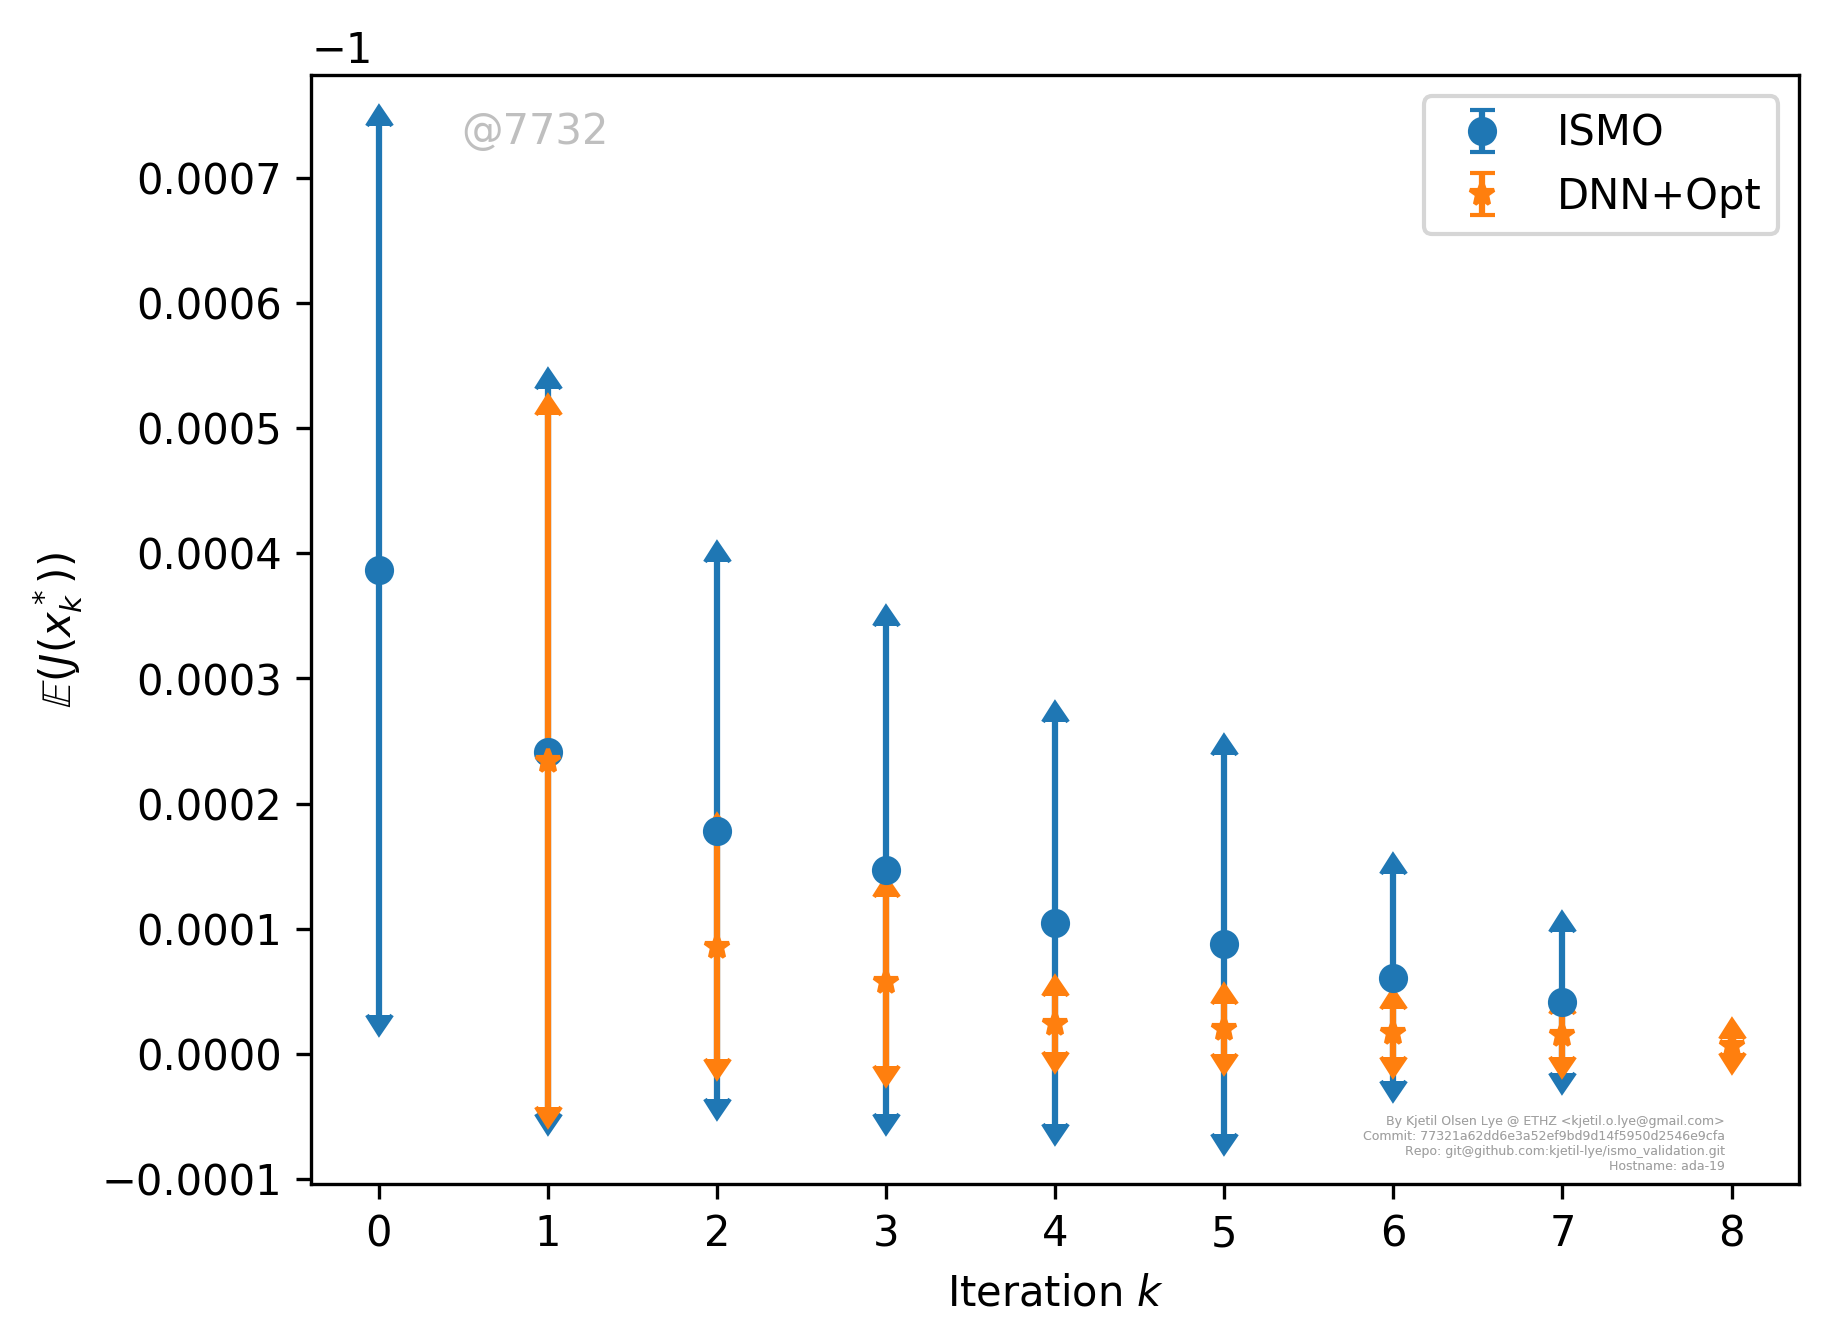 −1
@7732
ISMO
DNN+Opt
0.0007
0.0006
0.0005
0.0004
0.0003
0.0002
0.0001
0.0000
−0.0001
𝔼(J(x*k))
By Kjetil Olsen Lye @ ETHZ <kjetil.o.lye@gmail.com>
Commit: 77321a62dd6e3a52ef9bd9d14f5950d2546e9cfa
Repo: git@github.com:kjetil-lye/ismo_validation.git
Hostname: ada-19
0 1 2 3 4 5 6 7 8
Iteration k